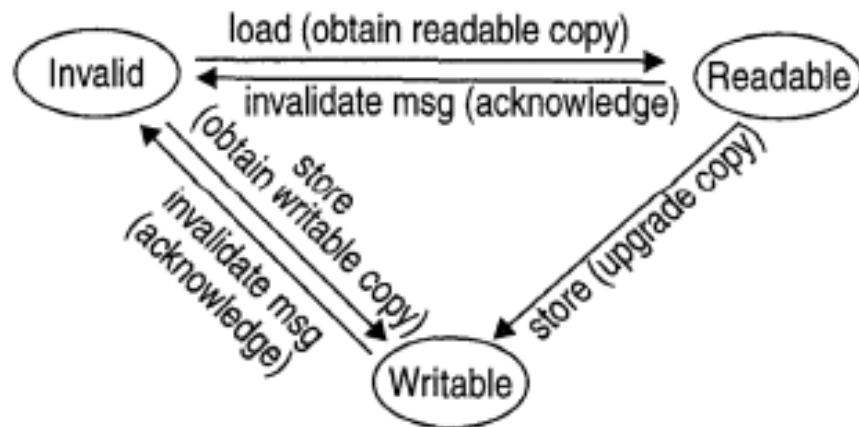 load (obtain readable copy)
Invalid
Readable
invalidate msg (acknowledge)
store
(obtain writable copy)
invalidate msg
(acknowledge)
store (upgrade copy)
Writable